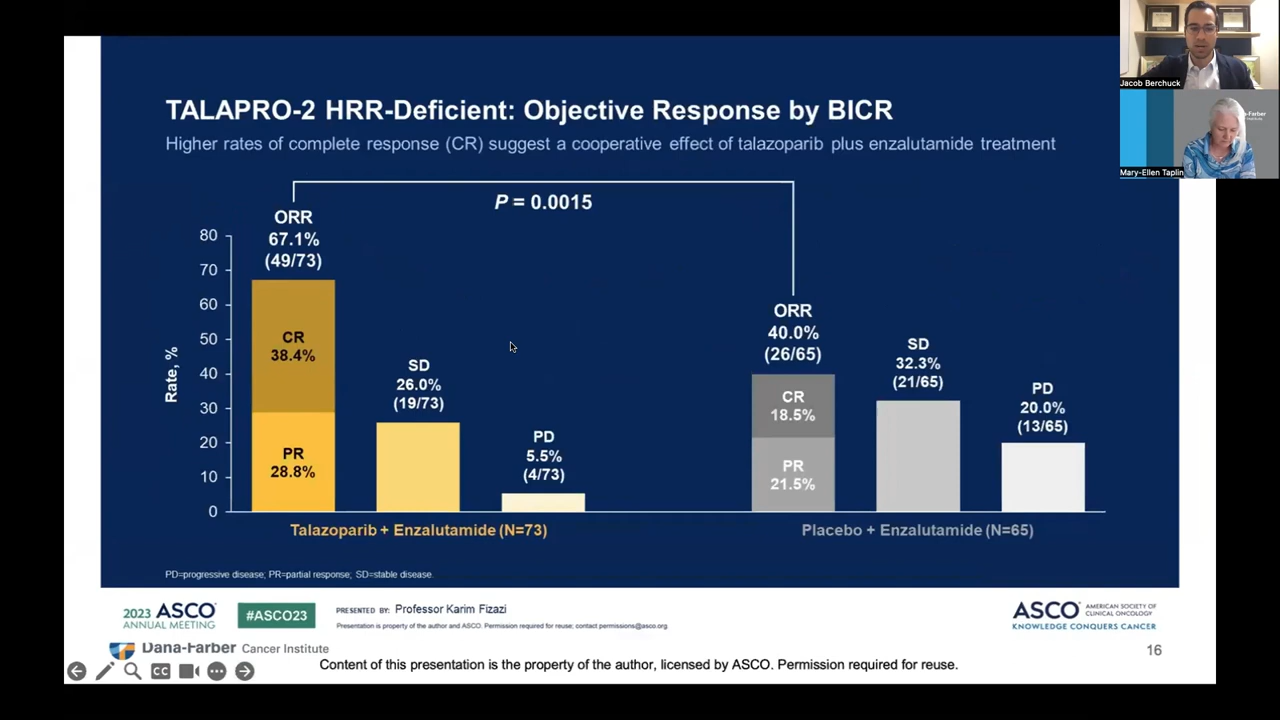 Jacob Berchuck
Mary-Ellen Taplin
TALAPRO-2 HRR-Deficient: Objective Response by BICR
Higher rates of complete response (CR) suggest a cooperative effect of talazoparib plus enzalutamide treatment
P = 0.0015
ORR
67.1%
(49/73)
CR
38.4%
PR
28.8%
SD
26.0%
(19/73)
PD
5.5%
(4/73)
ORR
40.0%
(26/65)
CR
18.5%
PR
21.5%
SD
32.3%
(21/65)
PD
20.0%
(13/65)
Rate, %
80
70
60
50
40
30
20
10
0
Talazoparib + Enzalutamide (N=73)
Placebo + Enzalutamide (N=65)
PD=progressive disease; PR=partial response; SD=stable disease.
2023 ASCO
ANNUAL MEETING
#ASCO23
PRESENTED BY: Professor Karim Fizazi
Presentation is property of the author and ASCO. Permission required for reuse; contact permissions@asco.org.
ASCO AMERICAN SOCIETY OF
CLINICAL ONCOLOGY
KNOWLEDGE CONQUERS CANCER
Dana-Farber Cancer Institute
16
CC
Content of this presentation is the property of the author, licensed by ASCO. Permission required for reuse.